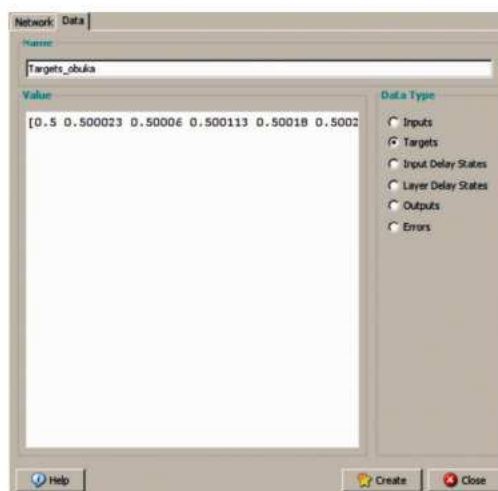 Network Data
Name
Targets_obuka
Value
[0.5 0.500023 0.50006 0.500113 0.50018 0.5002
Data Type
Inputs
Targets
Input Delay States
Layer Delay States
Outputs
Errors
Help
Create
Close